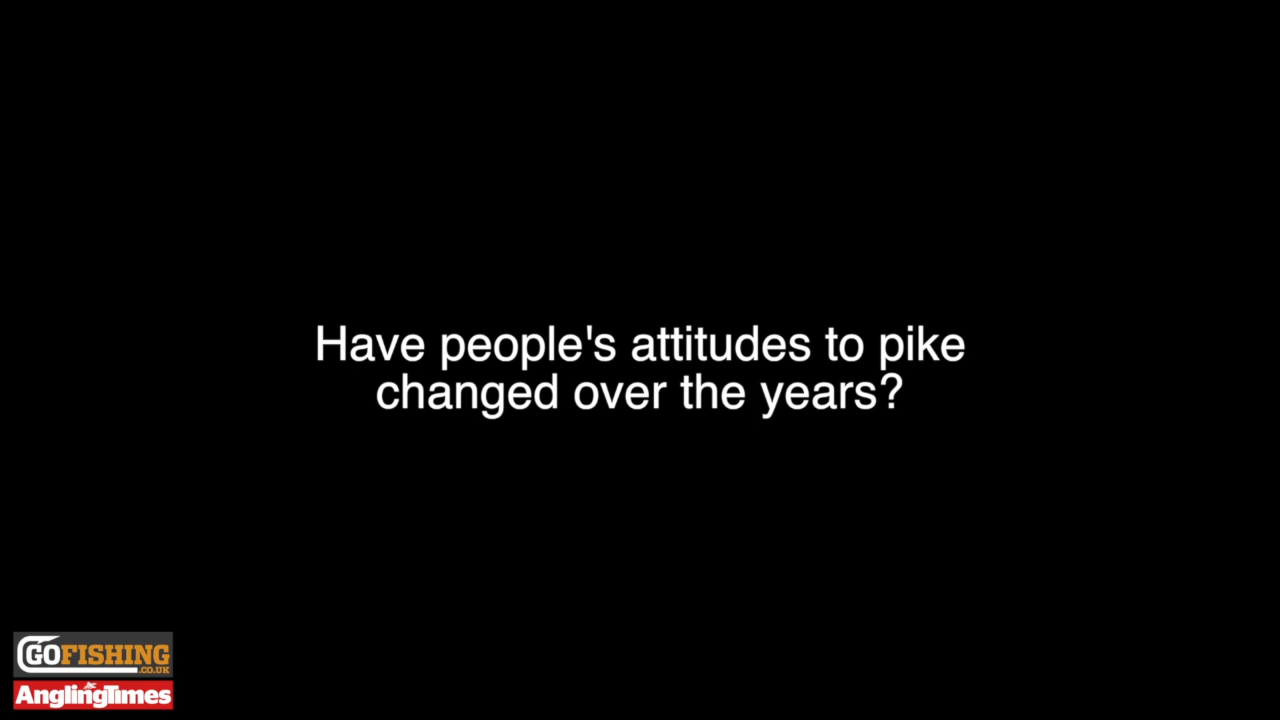 Have people's attitudes to pike
changed over the years?
GOFISHING
.CO.UK
AnglingTimes